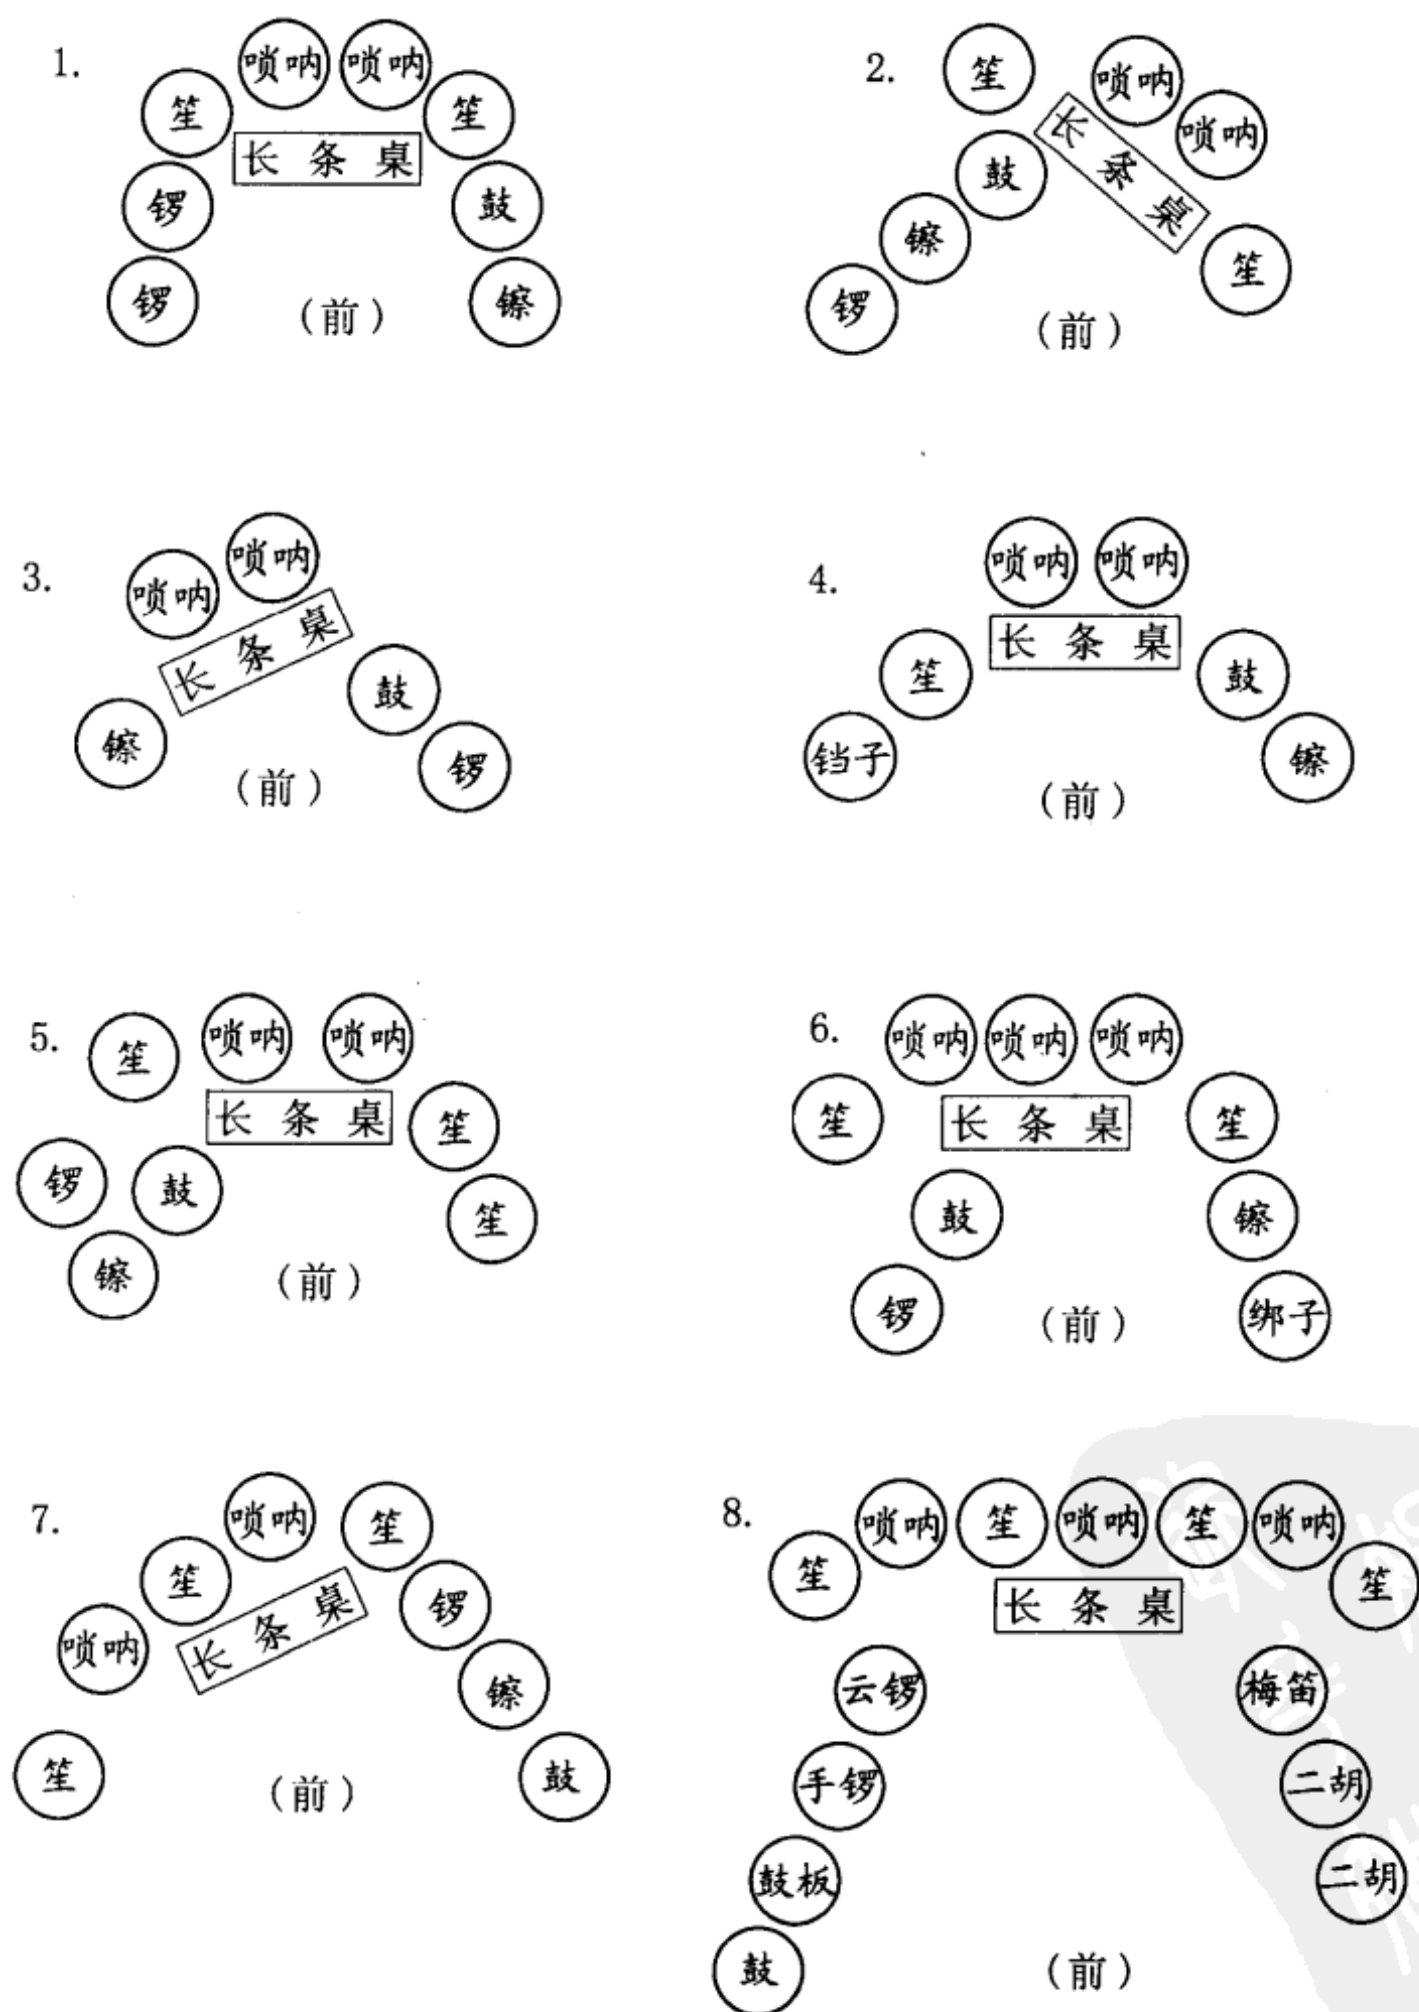 1.
唢呐 唢呐
笙 笙
长条桌
锣 鼓
锣 (前) 镲
2.
笙 唢呐
唢呐
长条桌
鼓
镲 笙
锣 (前)
3.
唢呐 唢呐
长条桌
镲 鼓
(前) 锣
4.
唢呐 唢呐
长条桌
笙 鼓
铛子 (前) 镲
5.
笙 唢呐 唢呐
长条桌 笙
锣 鼓 笙
镲 (前)
6.
唢呐 唢呐 唢呐
笙 长条桌 笙
鼓 镲
锣 (前) 绑子
7.
唢呐 笙
笙
长条桌 锣
唢呐 镲
笙 (前) 鼓
8.
唢呐 笙 唢呐 笙 唢呐
笙 笙
长条桌
云锣 梅笛
手锣 二胡
鼓板 二胡
鼓 (前)